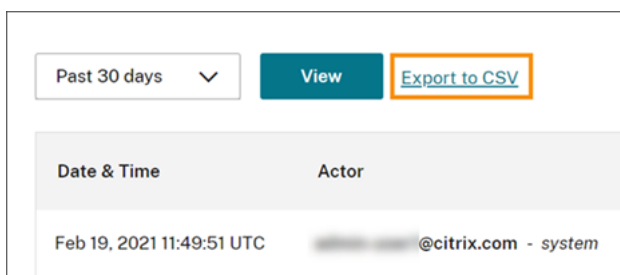 Past 30 days View Export to CSV
Date & Time Actor
Feb 19, 2021 11:49:51 UTC @citrix.com - system